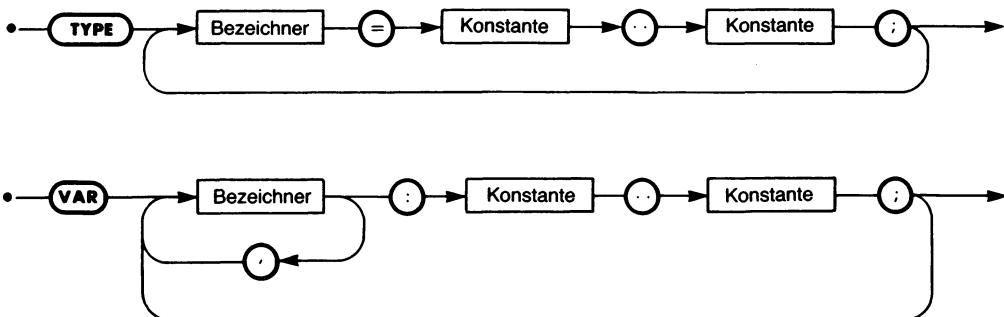 TYPE Bezeichner = Konstante .. Konstante ;
VAR Bezeichner : Konstante .. Konstante ;
,